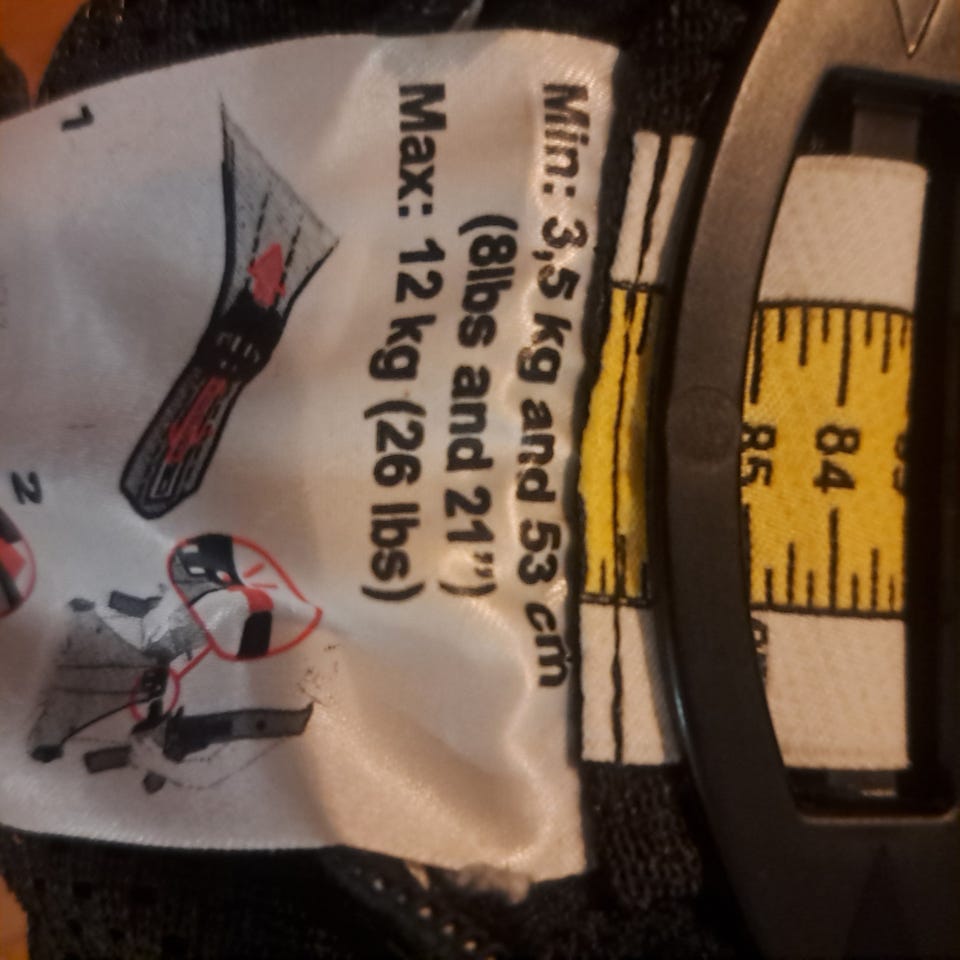 Min: 3,5 kg and 53 cm
(8lbs and 21")
Max: 12 kg (26 lbs)
1
2
84
85